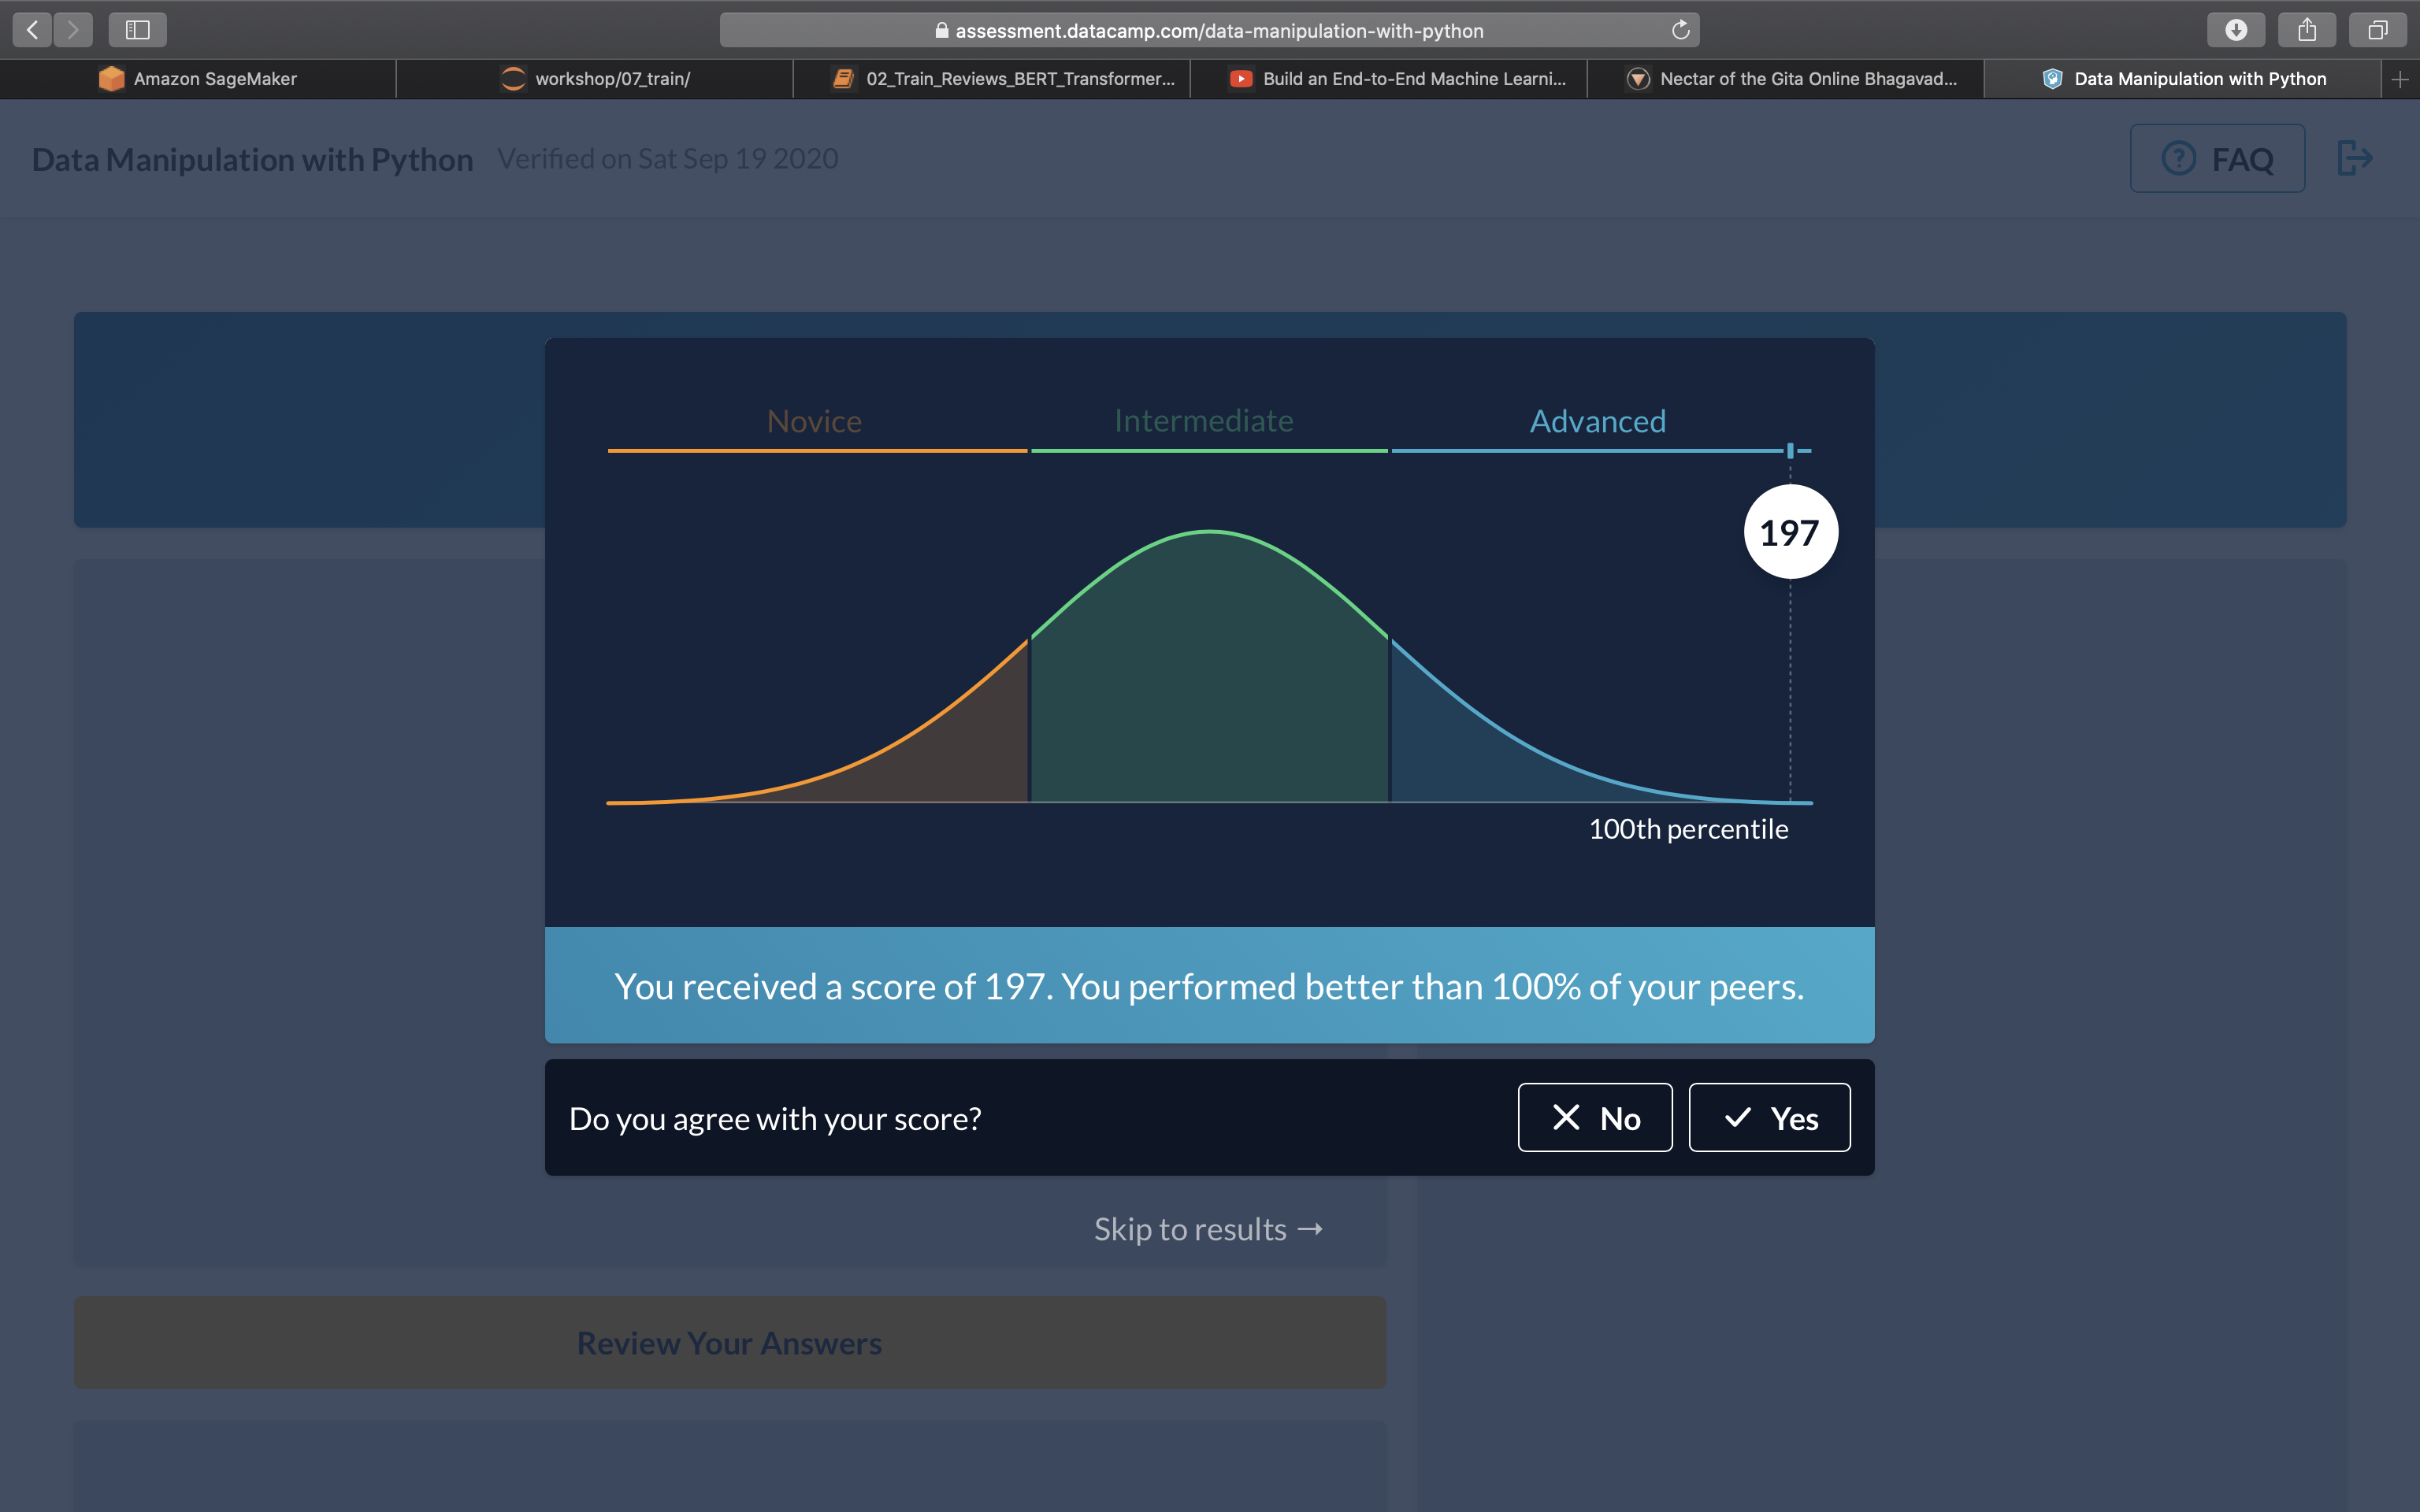 assessment.datacamp.com/data-manipulation-with-python
Amazon SageMaker
workshop/07_train/
02_Train_Reviews_BERT_Transformer...
Build an End-to-End Machine Learni...
Nectar of the Gita Online Bhagavad...
Data Manipulation with Python
Data Manipulation with Python Verified on Sat Sep 19 2020
FAQ
Novice Intermediate Advanced
197
100th percentile
You received a score of 197. You performed better than 100% of your peers.
Do you agree with your score?
No
Yes
Skip to results →
Review Your Answers